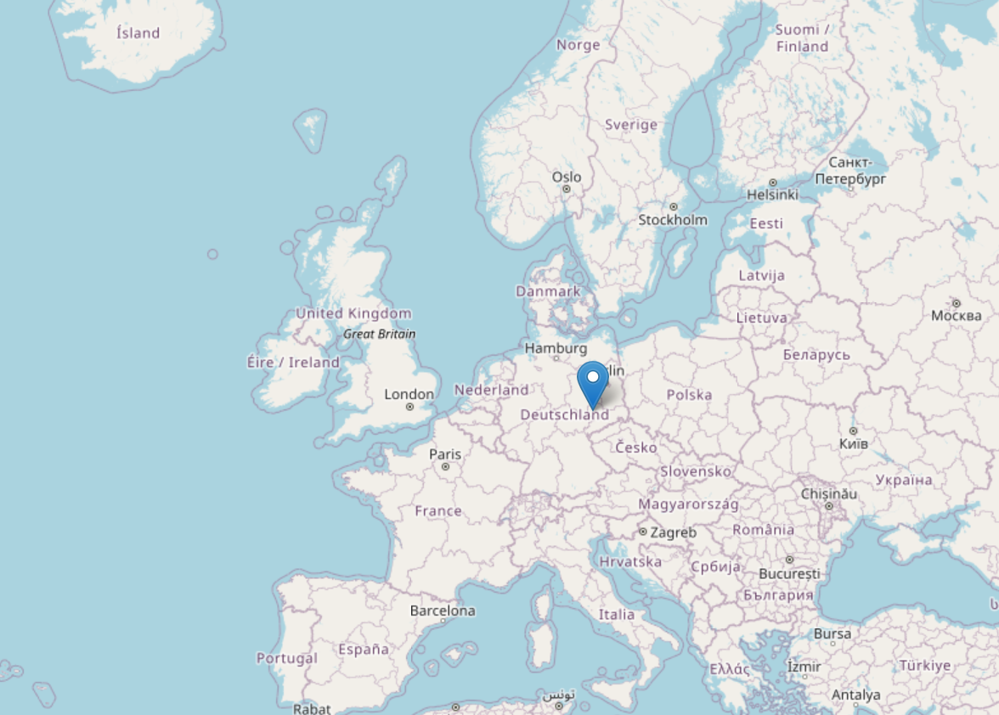 Ísland
Norge
Suomi /
Finland
Sverige
Санкт-
Петербург
Oslo
Helsinki
Stockholm
Eesti
Latvija
Danmark
Москва
United Kingdom
Lietuva
Great Britain
Hamburg
Беларусь
Éire / Ireland
lin
Nederland
London
Polska
Deutschland
Київ
Česko
Paris
Slovensko
Україна
Chișinău
Magyarország
France
România
Zagreb
Hrvatska
Србија
București
България
Barcelona
Italia
Bursa
España
Portugal
Ελλάς
İzmir
Türkiye
تونس
Antalya
Rabat